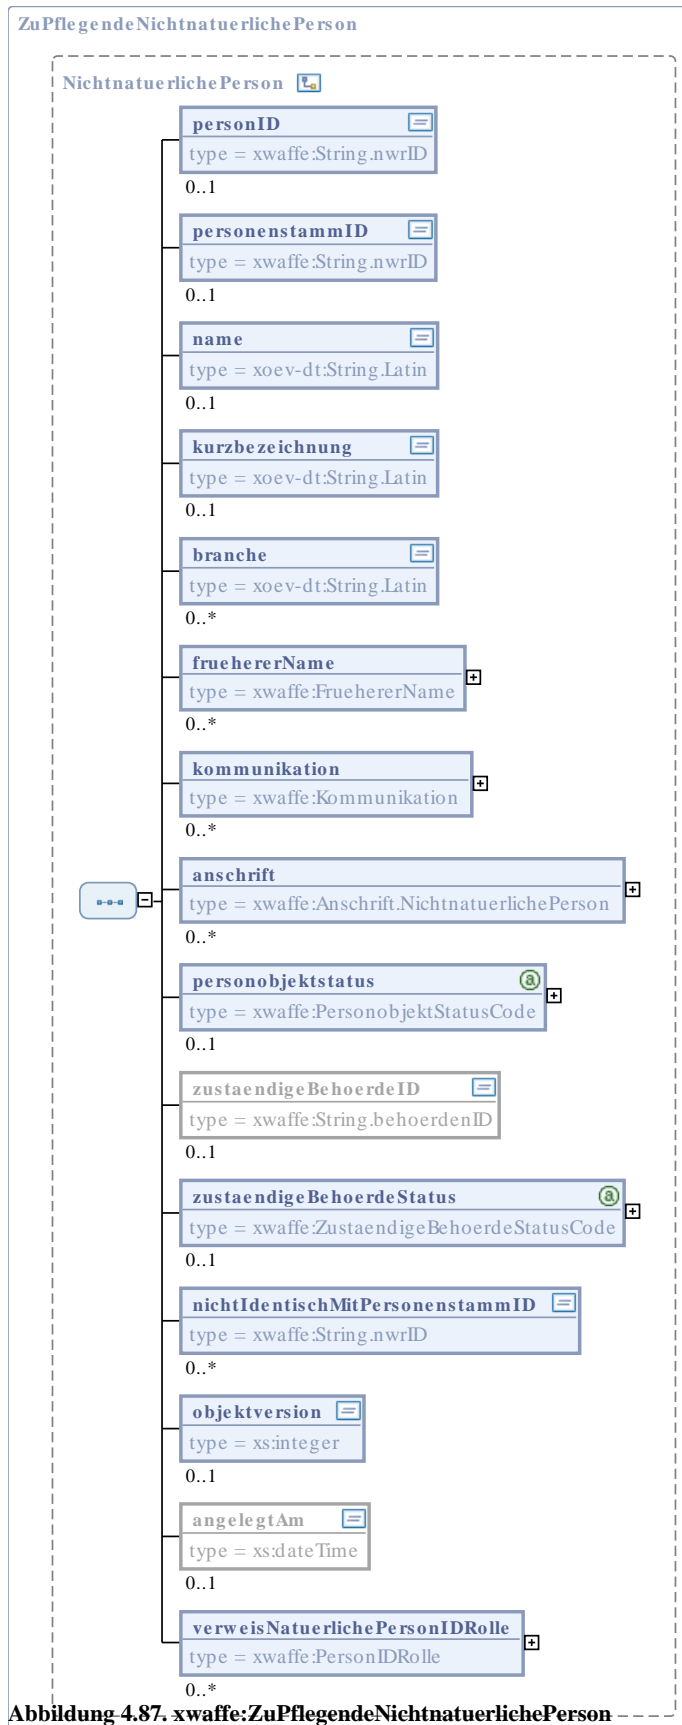 ZuPflegendeNichtnatuerlichePerson
NichtnatuerlichePerson
personID
type = xwaffe:String.nwrID
0..1
personenstammID
type = xwaffe:String.nwrID
0..1
name
type = xoev-dt:String.Latin
0..1
kurzbezeichnung
type = xoev-dt:String.Latin
0..1
branche
type = xoev-dt:String.Latin
0..*
fruehererName
type = xwaffe:FruehererName
0..*
kommunikation
type = xwaffe:Kommunikation
0..*
anschrift
type = xwaffe:Anschrift.NichtnatuerlichePerson
0..*
personobjektstatus
type = xwaffe:PersonobjektStatusCode
0..1
zustaendigeBehoerdeID
type = xwaffe:String.behoerdenID
0..1
zustaendigeBehoerdeStatus
type = xwaffe:ZustaendigeBehoerdeStatusCode
0..1
nichtIdentischMitPersonenstammID
type = xwaffe:String.nwrID
0..*
objektversion
type = xs:integer
0..1
angelegtAm
type = xs:dateTime
0..1
verweisNatuerlichePersonIDRolle
type = xwaffe:PersonIDRolle
0..*
Abbildung 4.87. xwaffe:ZuPflegendeNichtnatuerlichePerson